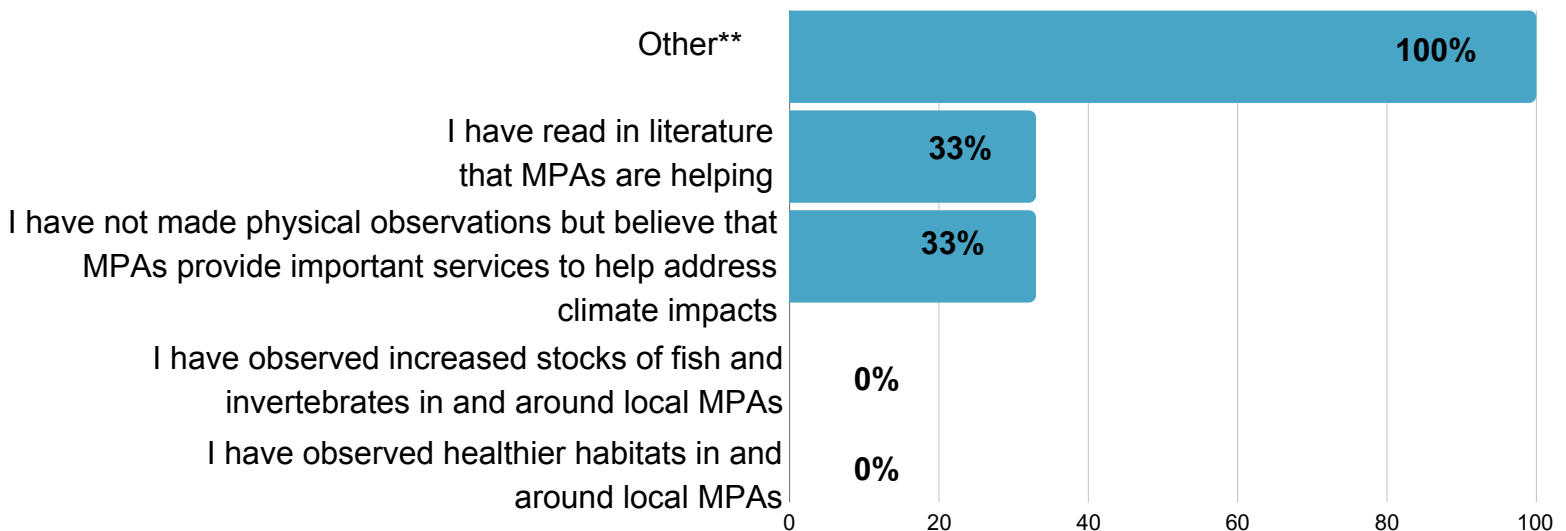 Other**
100%
I have read in literature
that MPAs are helping
33%
I have not made physical observations but believe that
MPAs provide important services to help address
climate impacts
33%
I have observed increased stocks of fish and
invertebrates in and around local MPAs
0%
I have observed healthier habitats in and
around local MPAs
0%
0 20 40 60 80 100